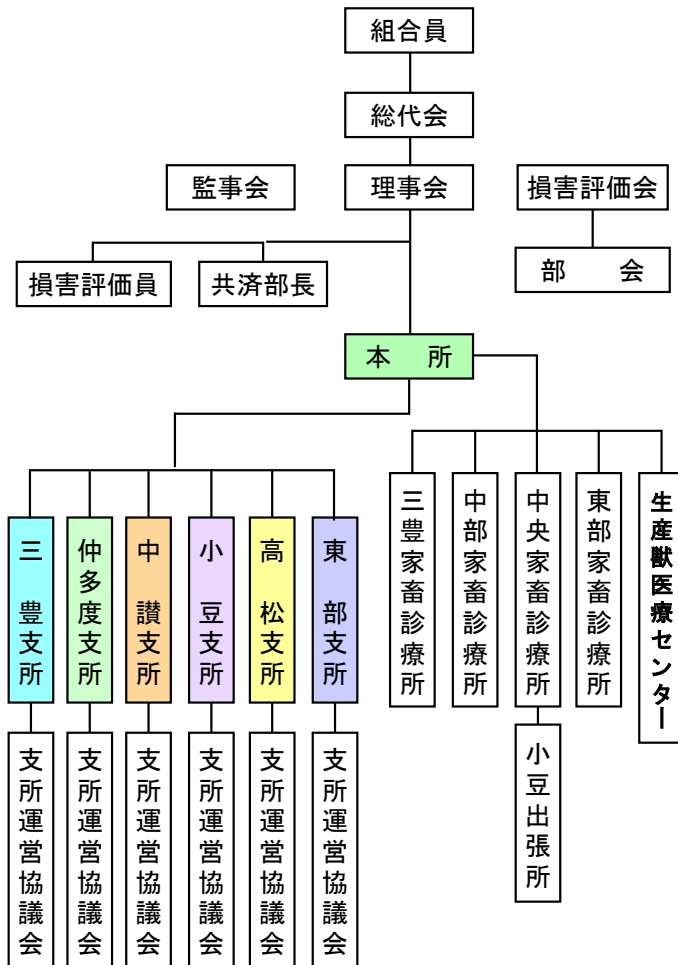 組合員
総代会
監事会
理事会
損害評価会
損害評価員
共済部長
部　会
本　所
三　豊支所
仲多度支所
中　讃支所
小　豆支所
高　松支所
東　部支所
三豊家畜診療所
中部家畜診療所
中央家畜診療所
東部家畜診療所
生産獣医療センター
小豆出張所
支所運営協議会
支所運営協議会
支所運営協議会
支所運営協議会
支所運営協議会
支所運営協議会